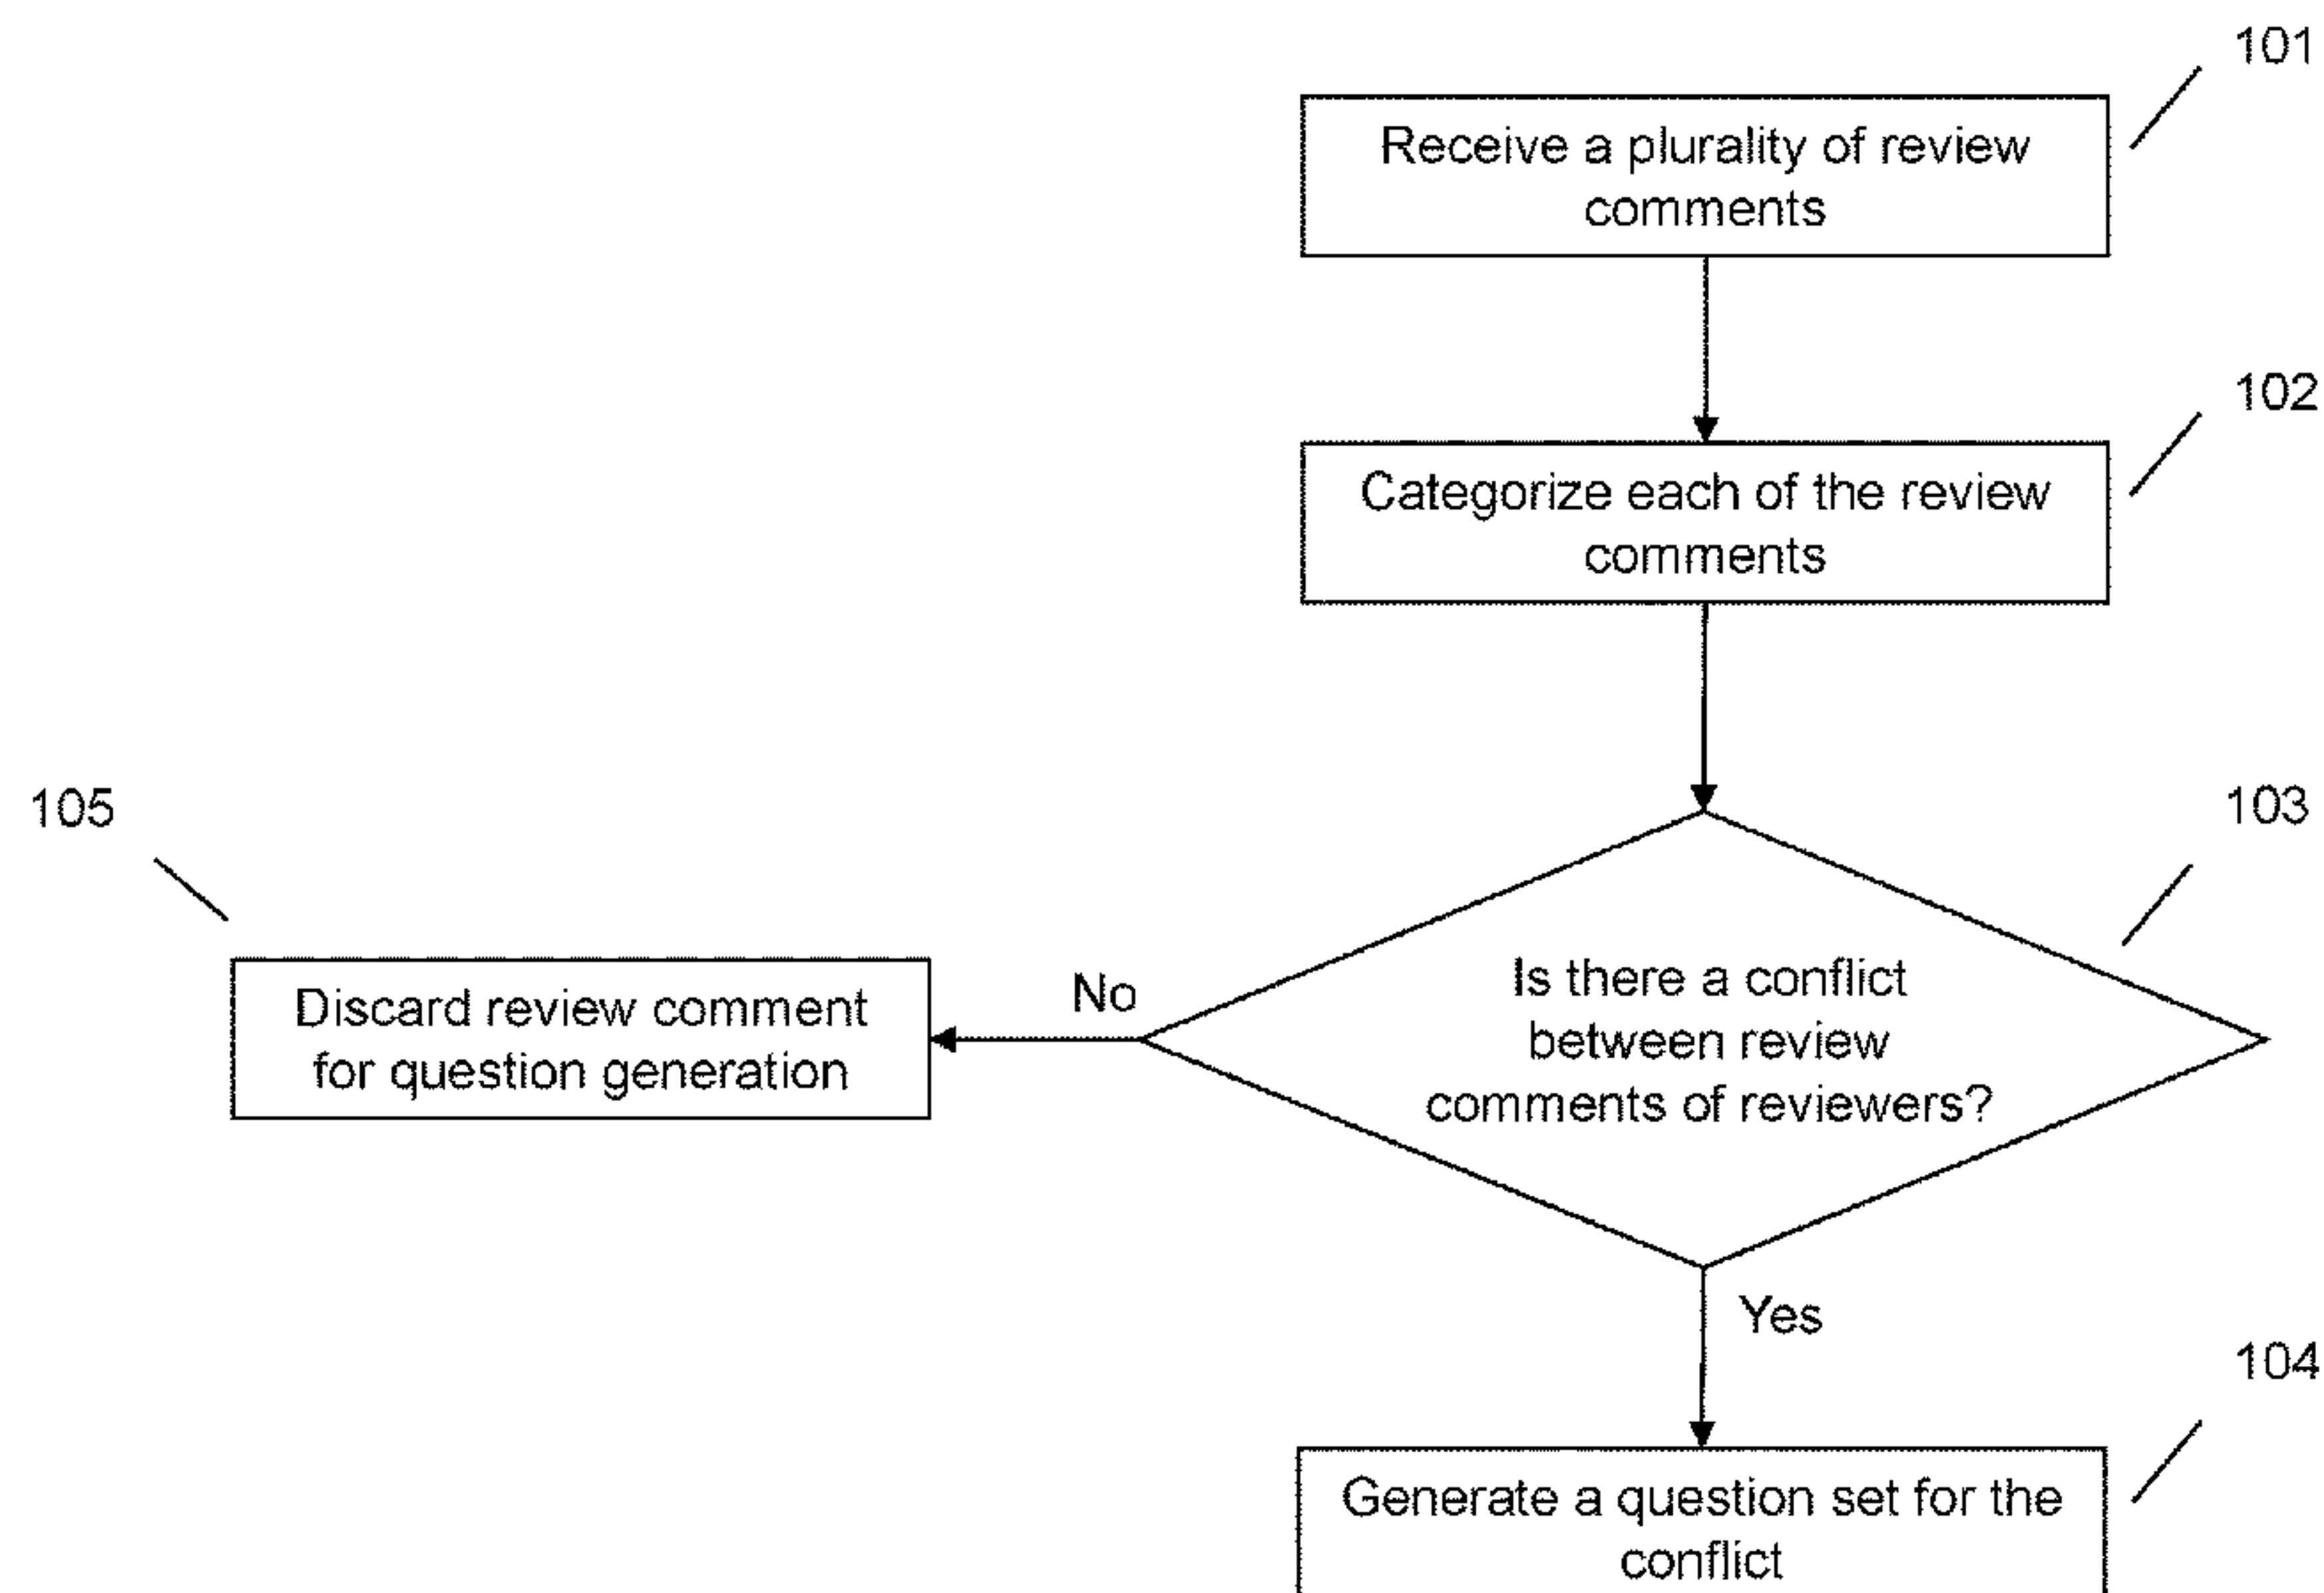 101
Receive a plurality of review
comments
102
Categorize each of the review
comments
105
103
Discard review comment
for question generation
No
Is there a conflict
between review
comments of reviewers?
Yes
104
Generate a question set for the
conflict